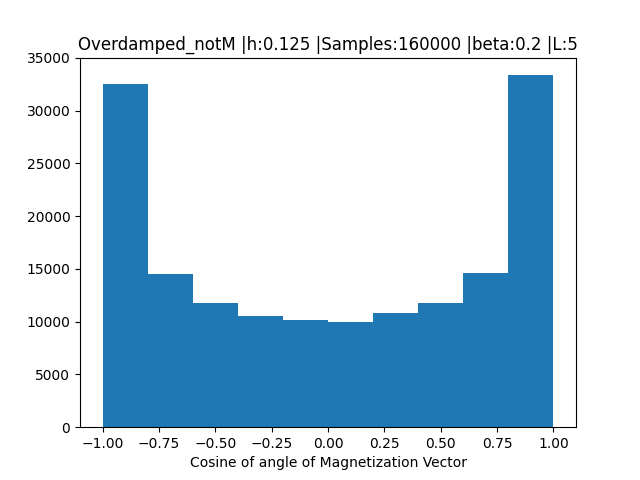 Overdamped_notM |h:0.125 |Samples:160000 |beta:0.2 |L:5
35000
30000
25000
20000
15000
10000
5000
0
−1.00 −0.75 −0.50 −0.25 0.00 0.25 0.50 0.75 1.00
Cosine of angle of Magnetization Vector